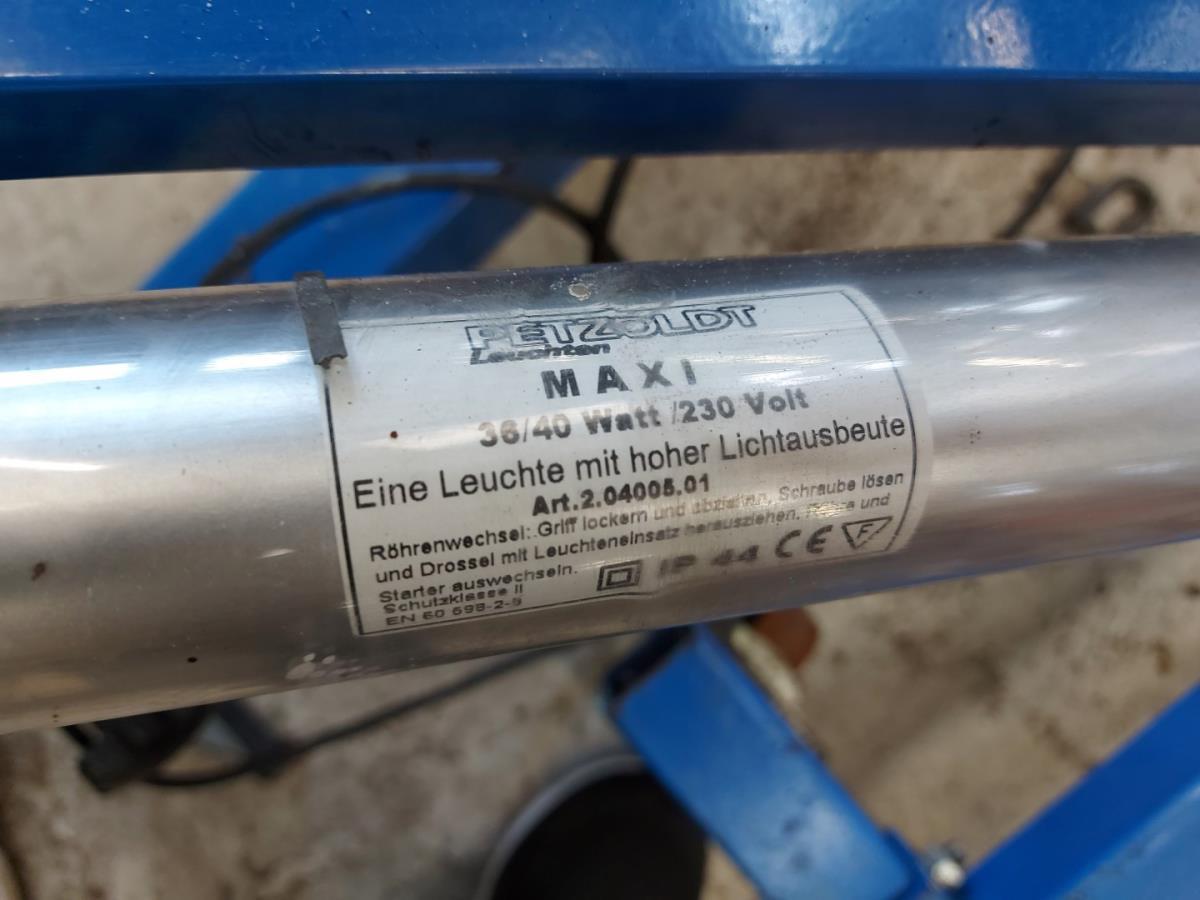 PETZOLDT
Leuchten
MAXI
36/40 Watt /230 Volt
Eine Leuchte mit hoher Lichtausbeute
Art.2.04005.01
Röhrenwechsel: Griff lockern und abziehen, Schraube lösen
und Drossel mit Leuchteneinsatz herausziehen. Röhre und
Starter auswechseln.
Schutzklasse II
EN 60 598-2-8
IP 44 CE F